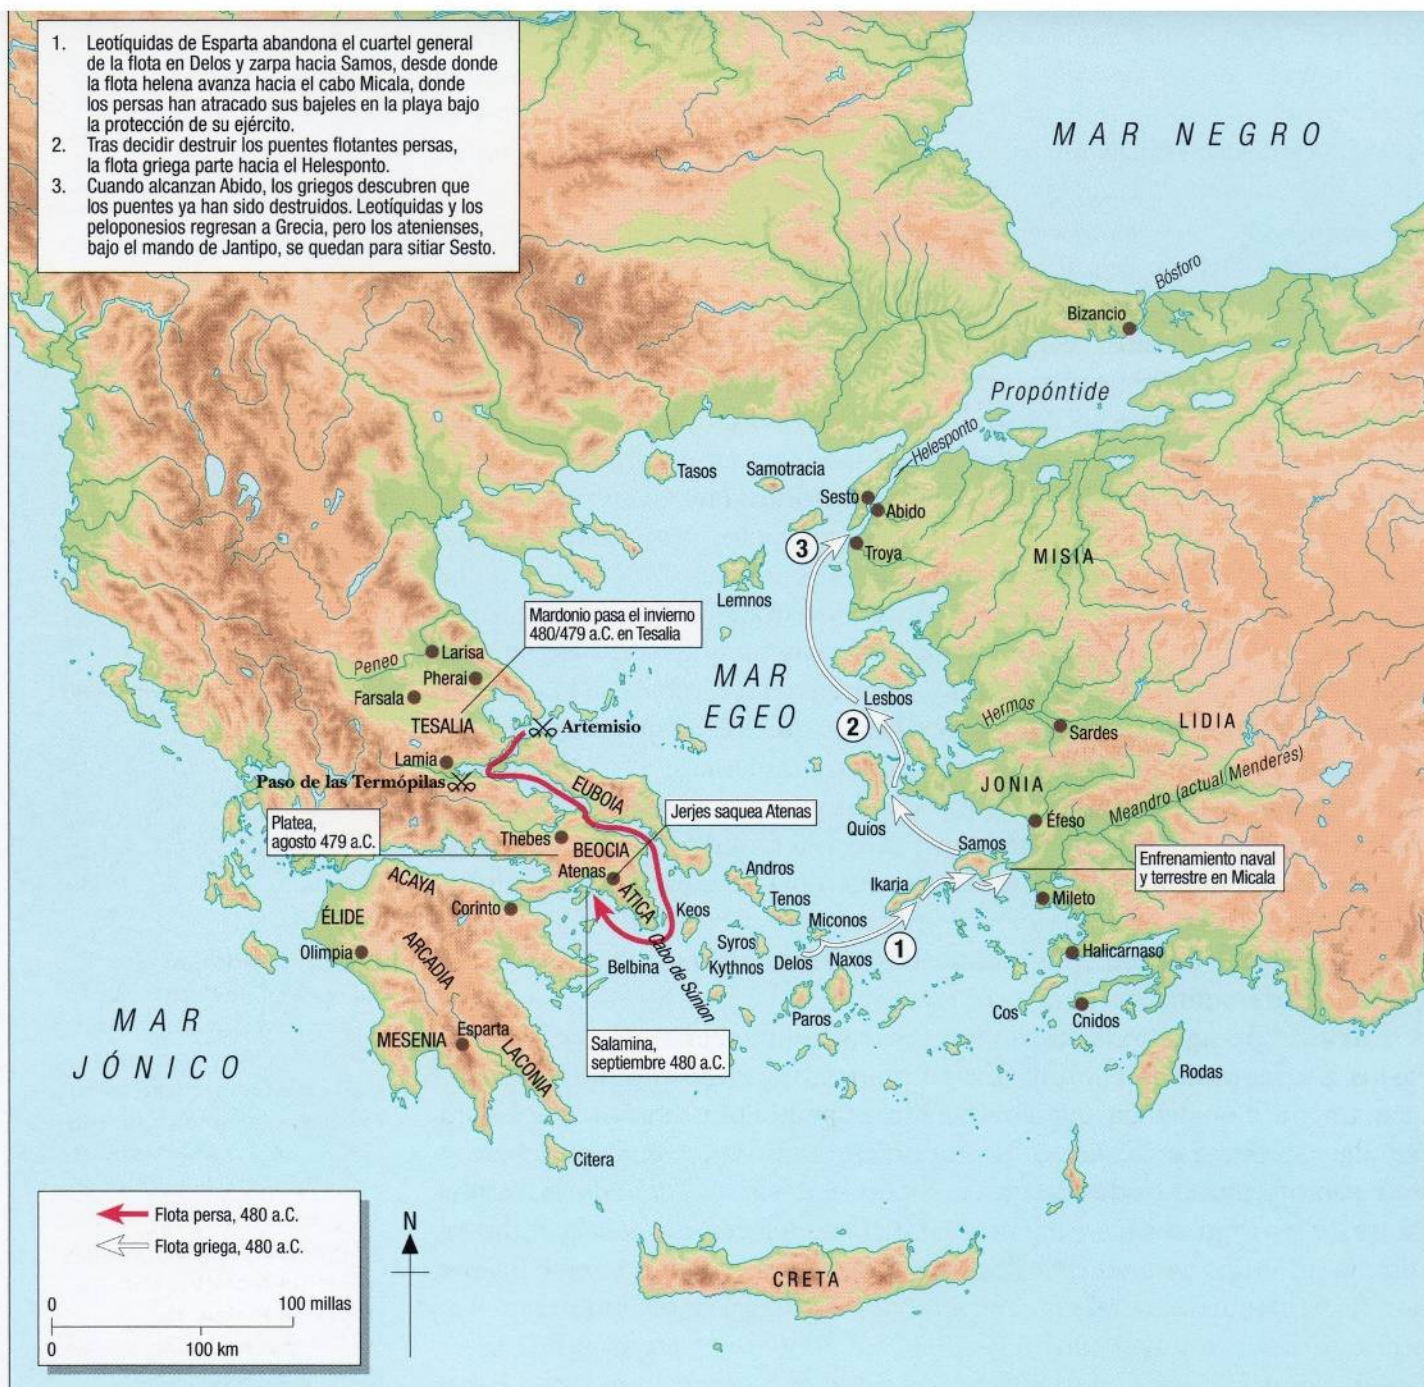 1. Leotíquidas de Esparta abandona el cuartel general
de la flota en Delos y zarpa hacia Samos, desde donde
la flota helena avanza hacia el cabo Micala, donde
los persas han atracado sus bajeles en la playa bajo
la protección de su ejército.
2. Tras decidir destruir los puentes flotantes persas,
la flota griega parte hacia el Helesponto.
3. Cuando alcanzan Abido, los griegos descubren que
los puentes ya han sido destruidos. Leotíquidas y los
peloponesios regresan a Grecia, pero los atenienses,
bajo el mando de Jantipo, se quedan para sitiar Sesto.
MAR NEGRO
Bósforo
Bizancio
Propóntide
Helesponto
Tasos
Samotracia
Sesto
Abido
3
Troya
MISIA
Lemnos
Mardonio pasa el invierno
480/479 a.C. en Tesalia
Peneo
Larisa
Pherai
Farsala
TESALIA
MAR
EGEO
Lesbos
2
Hermos
Sardes
LIDIA
Artemisio
Lamia
Paso de las Termópilas
EUBOIA
JONIA
Meandro (actual Menderes)
Éfeso
Quíos
Jerjes saquea Atenas
Platea,
agosto 479 a.C.
Thebes
BEOCIA
Atenas
ÁTICA
Samos
Enfrenamiento naval
y terrestre en Micala
Andros
Ikaria
Tenos
Mileto
ACAYA
Corinto
Keos
Miconos
1
ÉLIDE
Olimpia
ARCADIA
Syros
Kythnos
Delos
Naxos
Belbina
Cabo de Súnion
Halicarnaso
Paros
Cos
Cnidos
MAR
JÓNICO
MESENIA
Esparta
LACONIA
Salamina,
septiembre 480 a.C.
Rodas
Citera
CRETA
Flota persa, 480 a.C.
Flota griega, 480 a.C.
0 100 millas
0 100 km
N